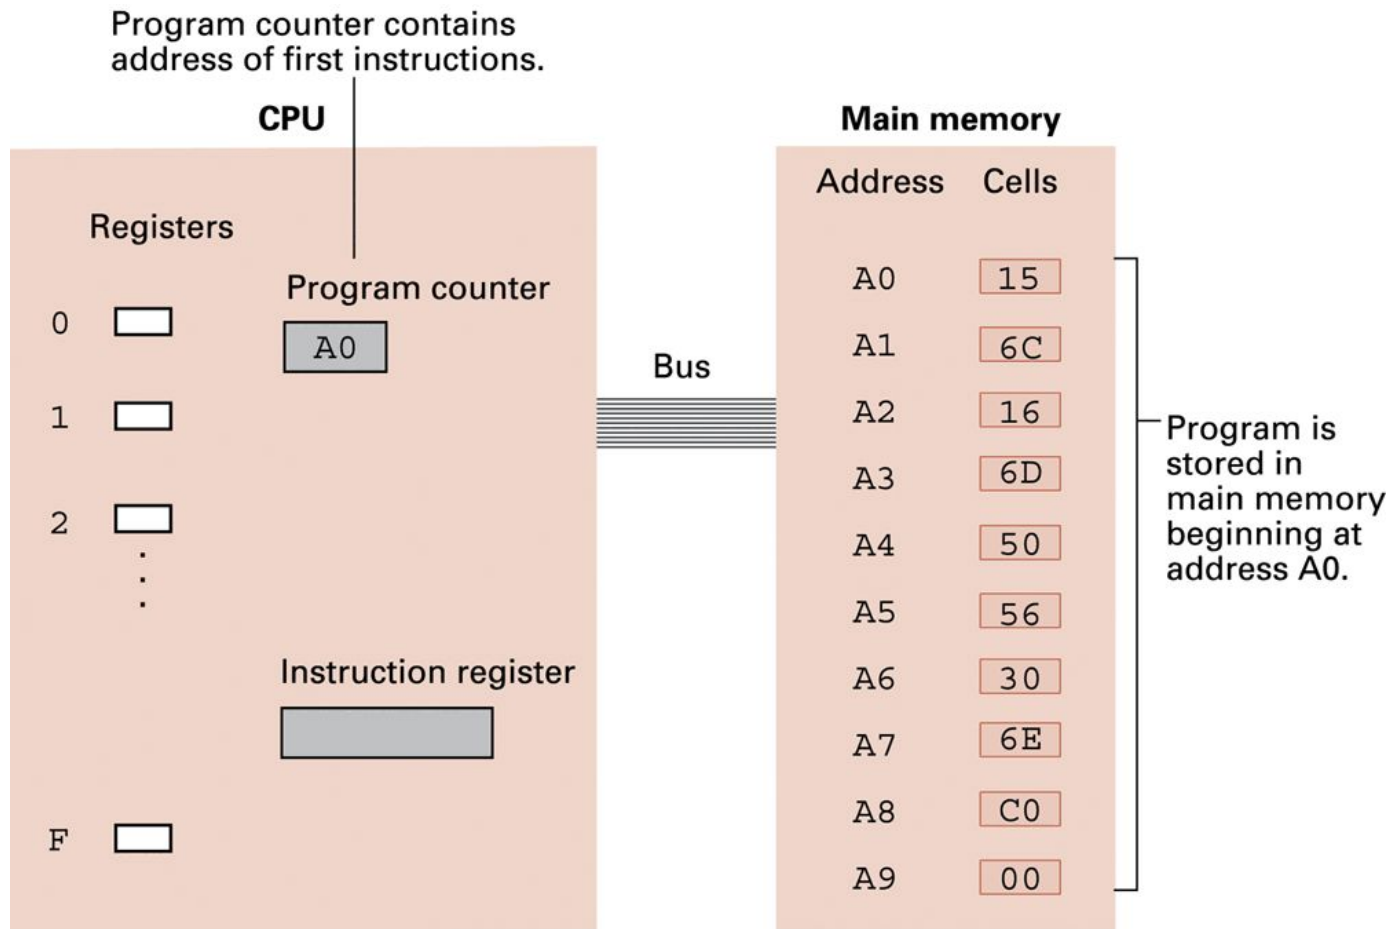 Program counter contains
address of first instructions.
CPU
Registers
Program counter
A0
0
1
2
.
.
.
Instruction register
F
Bus
Main memory
Address Cells
A0 15
A1 6C
A2 16
A3 6D
A4 50
A5 56
A6 30
A7 6E
A8 C0
A9 00
Program is
stored in
main memory
beginning at
address A0.